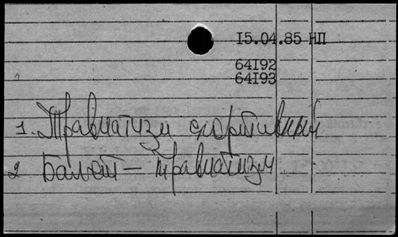 15.04.85 НП
64192
64193
1. Травматизм спортивный
2 Балет – травматизм